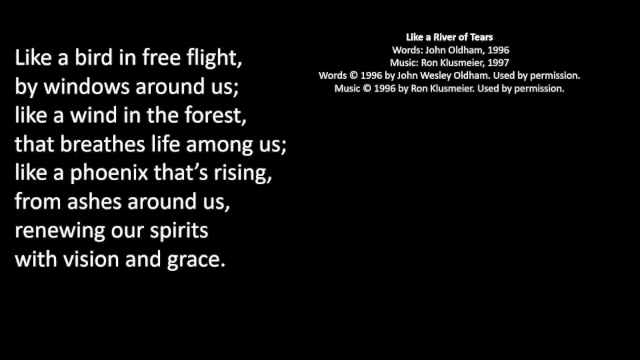 Like a bird in free flight,
by windows around us;
like a wind in the forest,
that breathes life among us;
like a phoenix that’s rising,
from ashes around us,
renewing our spirits
with vision and grace.
Like a River of Tears
Words: John Oldham, 1996
Music: Ron Klusmeier, 1997
Words © 1996 by John Wesley Oldham. Used by permission.
Music © 1996 by Ron Klusmeier. Used by permission.